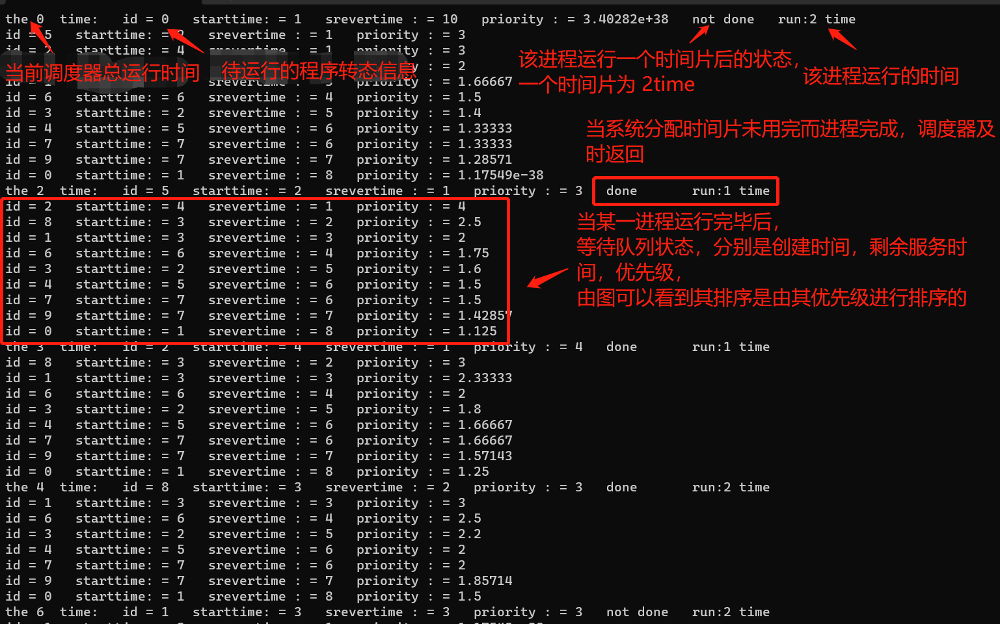 the 0  time:   id = 0   starttime: = 1   srevertime : = 10   priority : = 3.40282e+38   not done   run:2 time
id = 5   starttime: = 2   srevertime : = 1   priority : = 3
id = 2   starttime: = 4   srevertime : = 1   priority : = 3
当前调度器总运行时间
待运行的程序转态信息
y : = 2
该进程运行一个时间片后的状态，
一个时间片为 2time
该进程运行的时间
id = 1   3   priority : = 1.66667
id = 6   starttime: = 6   srevertime : = 4   priority : = 1.5
id = 3   starttime: = 2   srevertime : = 5   priority : = 1.4
id = 4   starttime: = 5   srevertime : = 6   priority : = 1.33333
id = 7   starttime: = 7   srevertime : = 6   priority : = 1.33333
当系统分配时间片未用完而进程完成，调度器及
时返回
id = 9   starttime: = 7   srevertime : = 7   priority : = 1.28571
id = 0   starttime: = 1   srevertime : = 8   priority : = 1.17549e-38
the 2  time:   id = 5   starttime: = 2   srevertime : = 1   priority : = 3   done       run:1 time
id = 2   starttime: = 4   srevertime : = 1   priority : = 4
id = 8   starttime: = 3   srevertime : = 2   priority : = 2.5
id = 1   starttime: = 3   srevertime : = 3   priority : = 2
id = 6   starttime: = 6   srevertime : = 4   priority : = 1.75
id = 3   starttime: = 2   srevertime : = 5   priority : = 1.6
id = 4   starttime: = 5   srevertime : = 6   priority : = 1.5
id = 7   starttime: = 7   srevertime : = 6   priority : = 1.5
id = 9   starttime: = 7   srevertime : = 7   priority : = 1.42857
id = 0   starttime: = 1   srevertime : = 8   priority : = 1.125
当某一进程运行完毕后，
等待队列状态，分别是创建时间，剩余服务时
间，优先级，
由图可以看到其排序是由其优先级进行排序的
the 3  time:   id = 2   starttime: = 4   srevertime : = 1   priority : = 4   done       run:1 time
id = 8   starttime: = 3   srevertime : = 2   priority : = 3
id = 1   starttime: = 3   srevertime : = 3   priority : = 2.33333
id = 6   starttime: = 6   srevertime : = 4   priority : = 2
id = 3   starttime: = 2   srevertime : = 5   priority : = 1.8
id = 4   starttime: = 5   srevertime : = 6   priority : = 1.66667
id = 7   starttime: = 7   srevertime : = 6   priority : = 1.66667
id = 9   starttime: = 7   srevertime : = 7   priority : = 1.57143
id = 0   starttime: = 1   srevertime : = 8   priority : = 1.25
the 4  time:   id = 8   starttime: = 3   srevertime : = 2   priority : = 3   done       run:2 time
id = 1   starttime: = 3   srevertime : = 3   priority : = 3
id = 6   starttime: = 6   srevertime : = 4   priority : = 2.5
id = 3   starttime: = 2   srevertime : = 5   priority : = 2.2
id = 4   starttime: = 5   srevertime : = 6   priority : = 2
id = 7   starttime: = 7   srevertime : = 6   priority : = 2
id = 9   starttime: = 7   srevertime : = 7   priority : = 1.85714
id = 0   starttime: = 1   srevertime : = 8   priority : = 1.5
the 6  time:   id = 1   starttime: = 3   srevertime : = 3   priority : = 3   not done   run:2 time